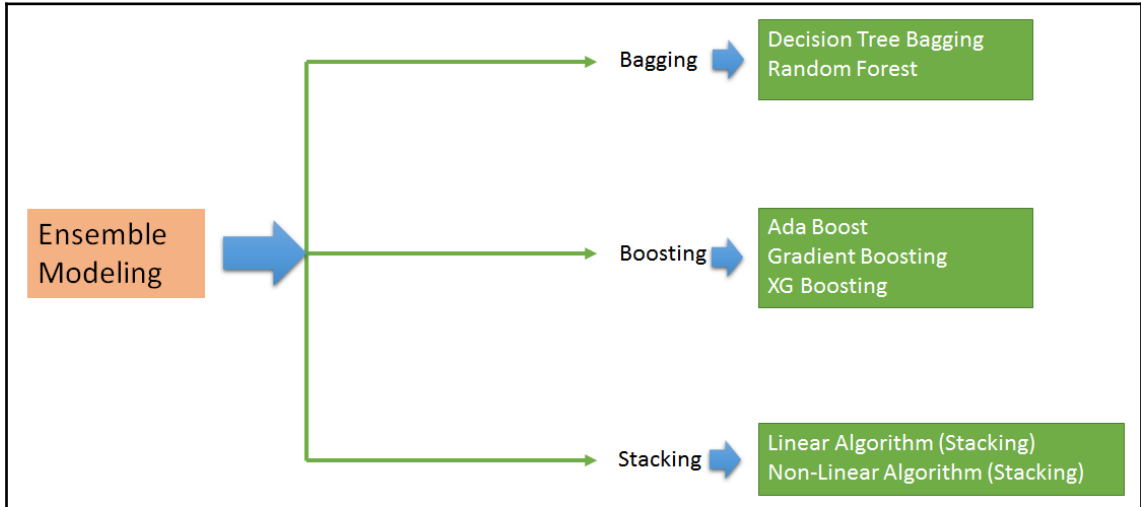 Ensemble
Modeling
Bagging
Decision Tree Bagging
Random Forest
Boosting
Ada Boost
Gradient Boosting
XG Boosting
Stacking
Linear Algorithm (Stacking)
Non-Linear Algorithm (Stacking)